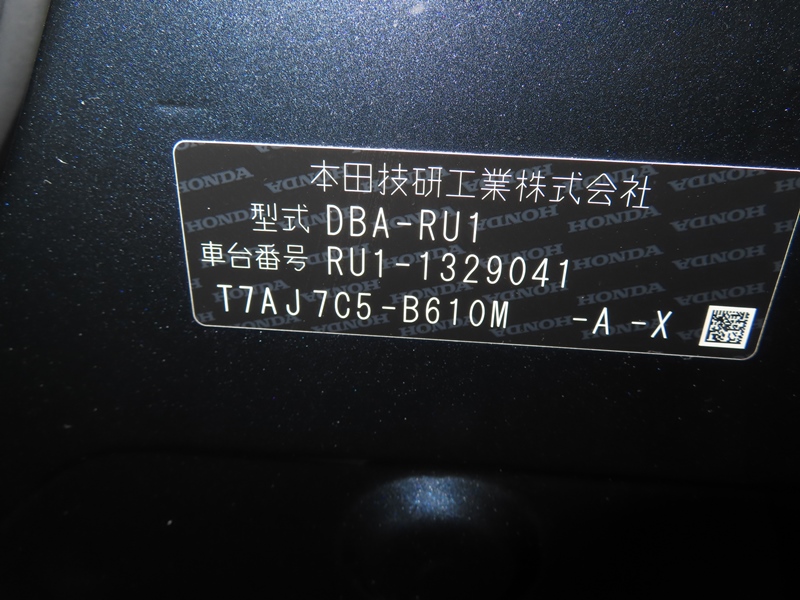 本田技研工業株式会社
型式 DBA-RU1
車台番号 RU1-1329041
T7AJ7C5-B610M -A -X